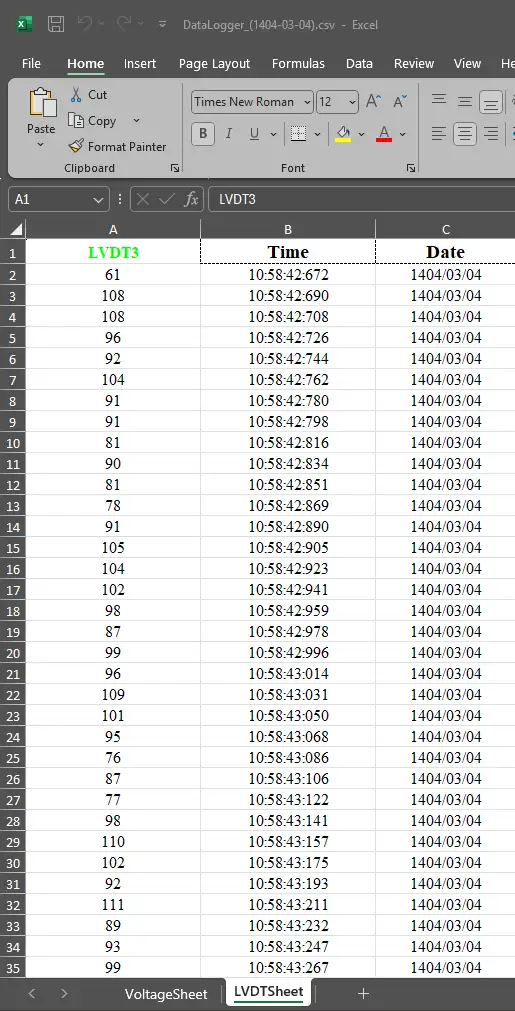 DataLogger_(1404-03-04).csv - Excel
File Home Insert Page Layout Formulas Data Review View He
Paste
Cut
Copy
Format Painter
Clipboard
Times New Roman 12 A A
B I U A
Font
A1 fx LVDT3
A B C
1 LVDT3 Time Date
2 61 10:58:42:672 1404/03/04
3 108 10:58:42:690 1404/03/04
4 108 10:58:42:708 1404/03/04
5 96 10:58:42:726 1404/03/04
6 92 10:58:42:744 1404/03/04
7 104 10:58:42:762 1404/03/04
8 91 10:58:42:780 1404/03/04
9 91 10:58:42:798 1404/03/04
10 81 10:58:42:816 1404/03/04
11 90 10:58:42:834 1404/03/04
12 81 10:58:42:851 1404/03/04
13 78 10:58:42:869 1404/03/04
14 91 10:58:42:890 1404/03/04
15 105 10:58:42:905 1404/03/04
16 104 10:58:42:923 1404/03/04
17 102 10:58:42:941 1404/03/04
18 98 10:58:42:959 1404/03/04
19 87 10:58:42:978 1404/03/04
20 99 10:58:42:996 1404/03/04
21 96 10:58:43:014 1404/03/04
22 109 10:58:43:031 1404/03/04
23 101 10:58:43:050 1404/03/04
24 95 10:58:43:068 1404/03/04
25 76 10:58:43:086 1404/03/04
26 87 10:58:43:106 1404/03/04
27 77 10:58:43:122 1404/03/04
28 98 10:58:43:141 1404/03/04
29 110 10:58:43:157 1404/03/04
30 102 10:58:43:175 1404/03/04
31 92 10:58:43:193 1404/03/04
32 111 10:58:43:211 1404/03/04
33 89 10:58:43:232 1404/03/04
34 93 10:58:43:247 1404/03/04
35 99 10:58:43:267 1404/03/04
VoltageSheet LVDTSheet